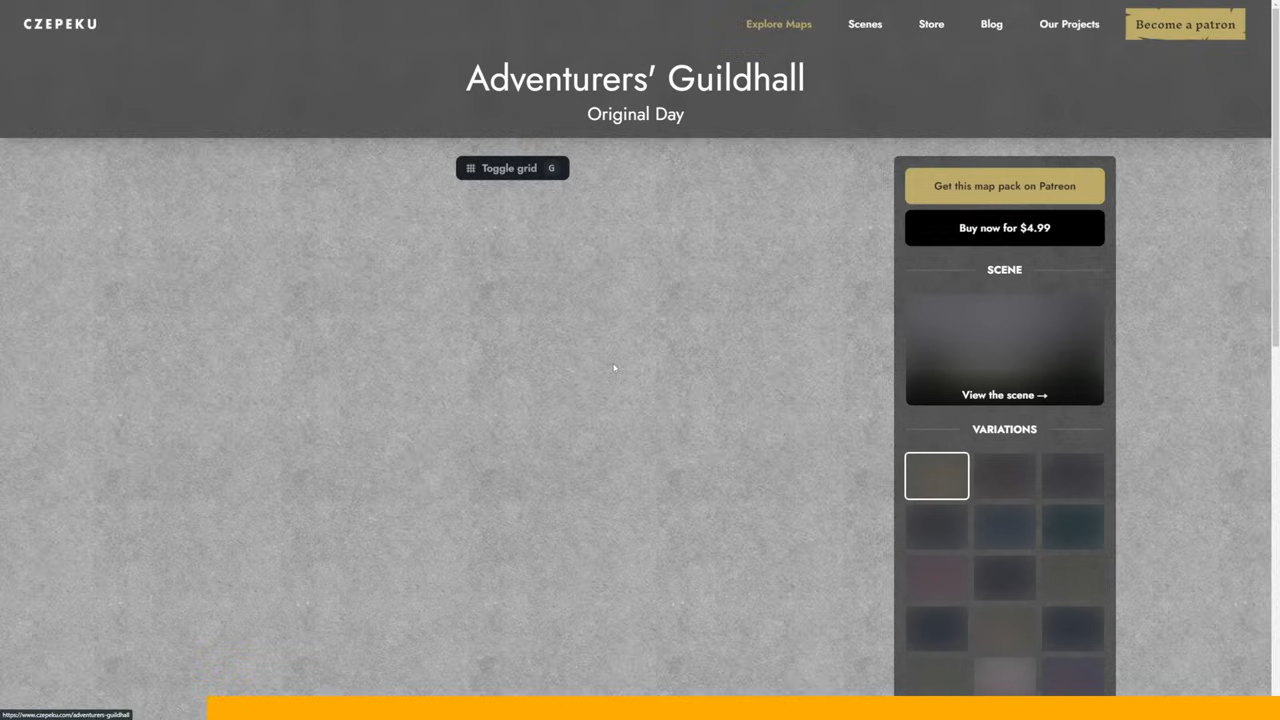 CZEPEKU
Explore Maps Scenes Store Blog Our Projects Become a patron
Adventurers' Guildhall
Original Day
Toggle grid G
Get this map pack on Patreon
Buy now for $4.99
SCENE
View the scene →
VARIATIONS
https://www.czepeku.com/adventurers-guildhall